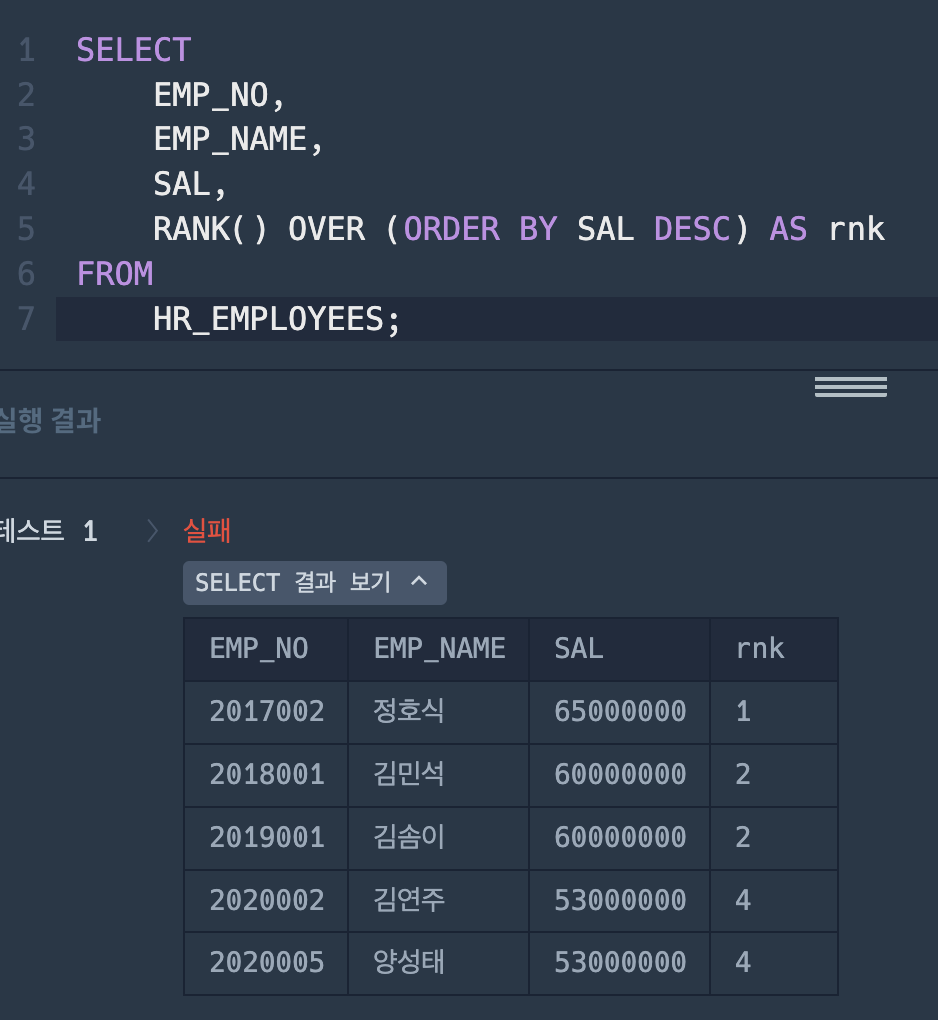 1 SELECT
2 EMP_NO,
3 EMP_NAME,
4 SAL,
5 RANK() OVER (ORDER BY SAL DESC) AS rnk
6 FROM
7 HR_EMPLOYEES;
실행 결과
테스트 1 〉 실패
SELECT 결과 보기
EMP_NO EMP_NAME SAL rnk
2017002 정호식 65000000 1
2018001 김민석 60000000 2
2019001 김솜이 60000000 2
2020002 김연주 53000000 4
2020005 양성태 53000000 4